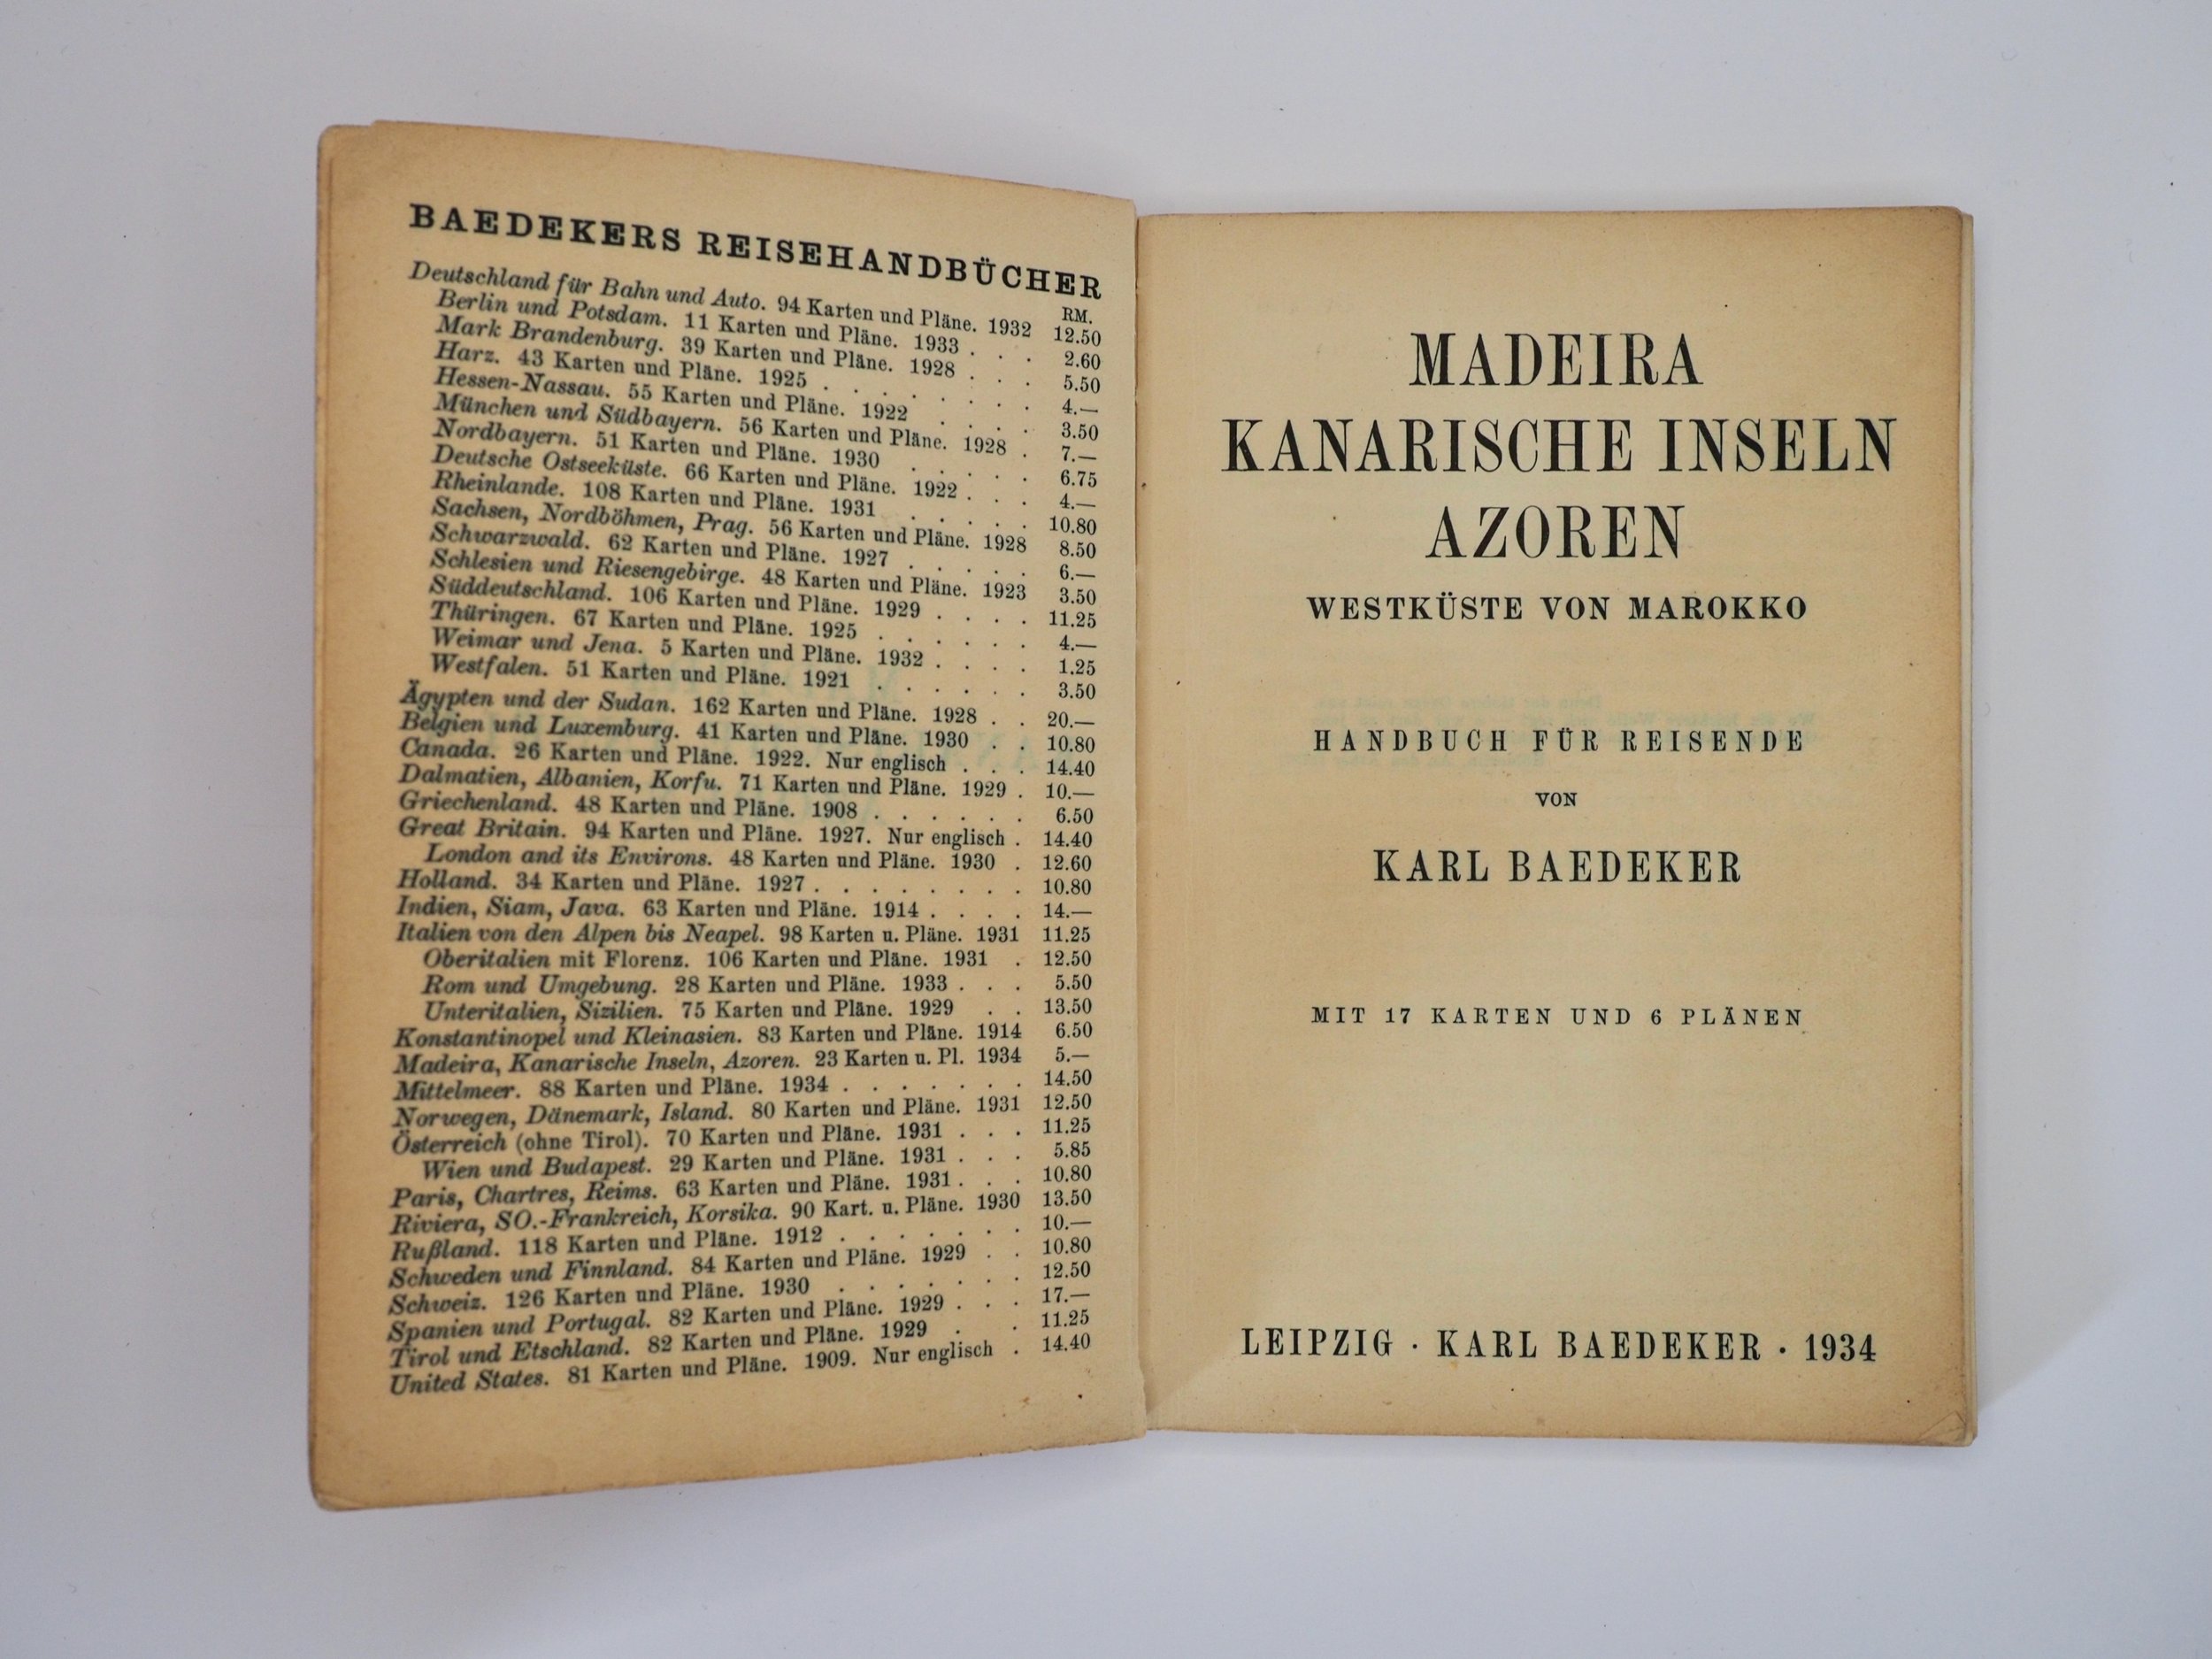 BAEDEKERS REISEHANDBÜCHER
RM.
Deutschland für Bahn und Auto. 94 Karten und Pläne. 1932 12.50
Berlin und Potsdam. 11 Karten und Pläne. 1933 . . . 2.60
Mark Brandenburg. 39 Karten und Pläne. 1928 . . . 5.50
Harz. 43 Karten und Pläne. 1925 . . . . . . . 4.—
Hessen-Nassau. 55 Karten und Pläne. 1922 . . . . 3.50
München und Südbayern. 56 Karten und Pläne. 1928 . 7.—
Nordbayern. 51 Karten und Pläne. 1930 . . . . 6.75
Deutsche Ostseeküste. 66 Karten und Pläne. 1922 . . . 4.—
Rheinlande. 108 Karten und Pläne. 1931 . . . . . 10.80
Sachsen, Nordböhmen, Prag. 56 Karten und Pläne. 1928 8.50
Schwarzwald. 62 Karten und Pläne. 1927 . . . . . 6.—
Schlesien und Riesengebirge. 48 Karten und Pläne. 1923 3.50
Süddeutschland. 106 Karten und Pläne. 1929 . . . . 11.25
Thüringen. 67 Karten und Pläne. 1925 . . . . . . 4.—
Weimar und Jena. 5 Karten und Pläne. 1932 . . . . 1.25
Westfalen. 51 Karten und Pläne. 1921 . . . . . . 3.50
Ägypten und der Sudan. 162 Karten und Pläne. 1928 . . 20.—
Belgien und Luxemburg. 41 Karten und Pläne. 1930 . . 10.80
Canada. 26 Karten und Pläne. 1922. Nur englisch . . . 14.40
Dalmatien, Albanien, Korfu. 71 Karten und Pläne. 1929 . 10.—
Griechenland. 48 Karten und Pläne. 1908 . . . . . . 6.50
Great Britain. 94 Karten und Pläne. 1927. Nur englisch . 14.40
London and its Environs. 48 Karten und Pläne. 1930 . 12.60
Holland. 34 Karten und Pläne. 1927 . . . . . . . . 10.80
Indien, Siam, Java. 63 Karten und Pläne. 1914 . . . . 14.—
Italien von den Alpen bis Neapel. 98 Karten u. Pläne. 1931 11.25
Oberitalien mit Florenz. 106 Karten und Pläne. 1931 . 12.50
Rom und Umgebung. 28 Karten und Pläne. 1933 . . . 5.50
Unteritalien, Sizilien. 75 Karten und Pläne. 1929 . . 13.50
Konstantinopel und Kleinasien. 83 Karten und Pläne. 1914 6.50
Madeira, Kanarische Inseln, Azoren. 23 Karten u. Pl. 1934 5.—
Mittelmeer. 88 Karten und Pläne. 1934 . . . . . . . 14.50
Norwegen, Dänemark, Island. 80 Karten und Pläne. 1931 12.50
Österreich (ohne Tirol). 70 Karten und Pläne. 1931 . . . 11.25
Wien und Budapest. 29 Karten und Pläne. 1931 . . . 5.85
Paris, Chartres, Reims. 63 Karten und Pläne. 1931 . . . 10.80
Riviera, SO.-Frankreich, Korsika. 90 Kart. u. Pläne. 1930 13.50
Rußland. 118 Karten und Pläne. 1912 . . . . . . . 10.—
Schweden und Finnland. 84 Karten und Pläne. 1929 . . 10.80
Schweiz. 126 Karten und Pläne. 1930 . . . . . . . 12.50
Spanien und Portugal. 82 Karten und Pläne. 1929 . . . 17.—
Tirol und Etschland. 82 Karten und Pläne. 1929 . . 11.25
United States. 81 Karten und Pläne. 1909. Nur englisch . 14.40
MADEIRA
KANARISCHE INSELN
AZOREN
WESTKÜSTE VON MAROKKO
HANDBUCH FÜR REISENDE
VON
KARL BAEDEKER
MIT 17 KARTEN UND 6 PLÄNEN
LEIPZIG · KARL BAEDEKER · 1934